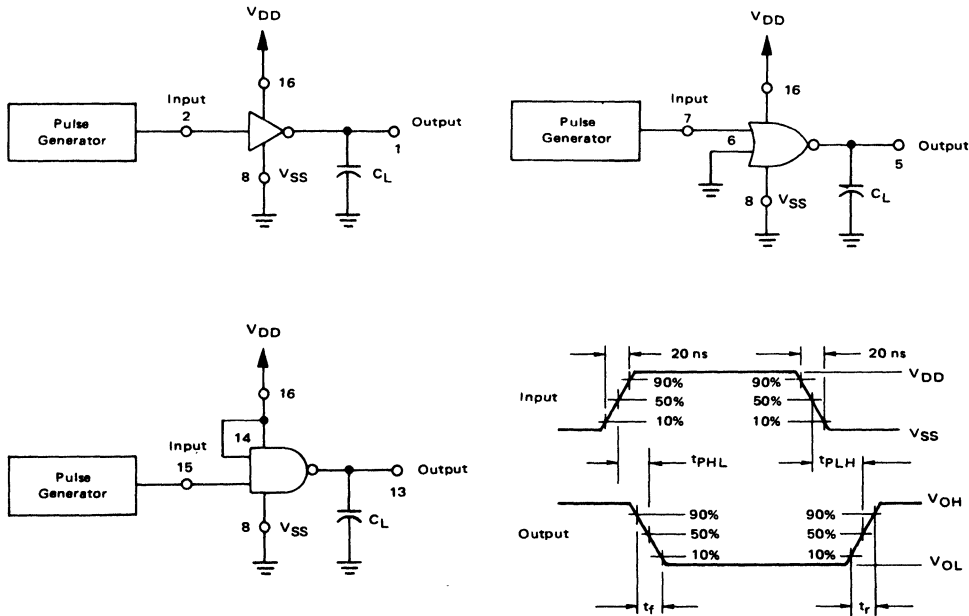 VDD
16
Input
2
Pulse
Generator
Output
1
8
VSS
CL
VDD
16
Input
7
6
Pulse
Generator
Output
5
8
VSS
CL
VDD
16
14
Input
15
Pulse
Generator
Output
13
8
VSS
CL
20 ns
20 ns
Input
90%
50%
10%
90%
50%
10%
VDD
VSS
tPHL
tPLH
Output
90%
50%
10%
90%
50%
10%
VOH
VOL
tf
tr